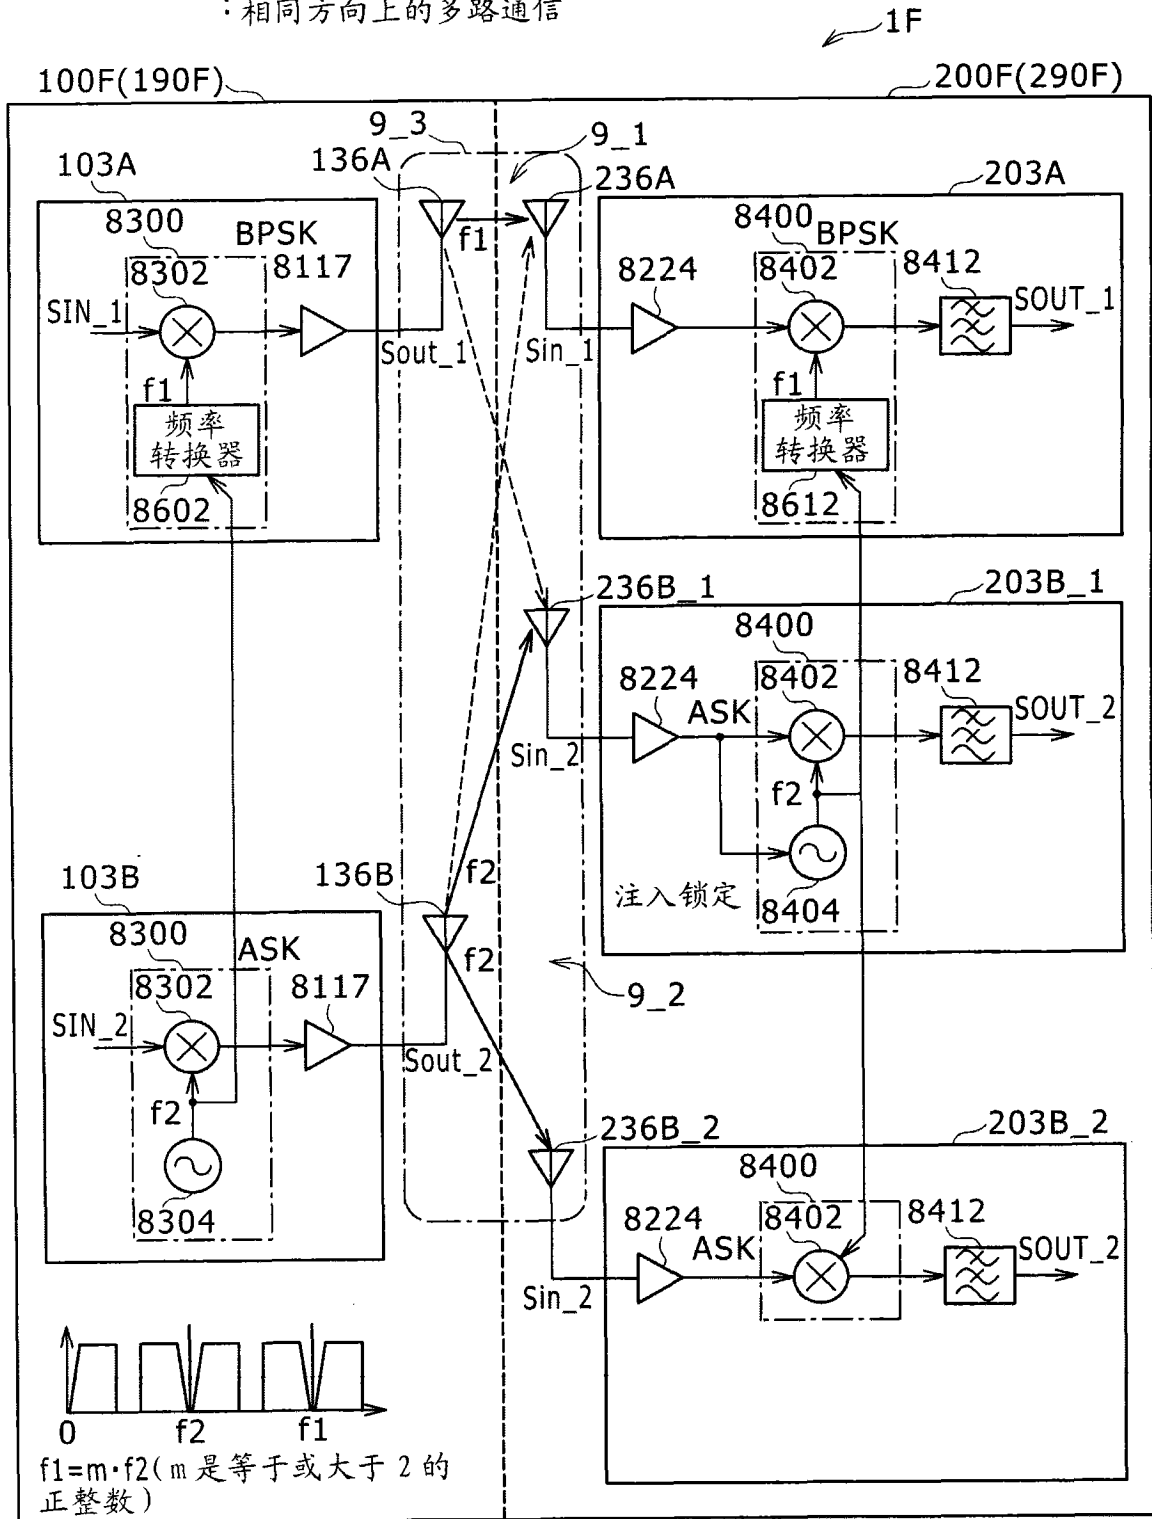 :相同方向上的多路通信
1F
100F(190F)
200F(290F)
9_3
9_1
103A
136A
236A
203A
8300
BPSK
8302
8117
SIN_1
f1
Sout_1
频率
转换器
8602
f1
Sin_1
8224
8400
BPSK
8402
8412
SOUT_1
f1
频率
转换器
8612
236B_1
203B_1
8400
8224
ASK
8402
8412
SOUT_2
Sin_2
f2
注入锁定
8404
103B
136B
f2
f2
8300
ASK
8302
8117
SIN_2
Sout_2
f2
8304
9_2
236B_2
203B_2
8400
8224
ASK
8402
8412
SOUT_2
Sin_2
0
f2
f1
f1=m·f2(m是等于或大于2的
正整数)